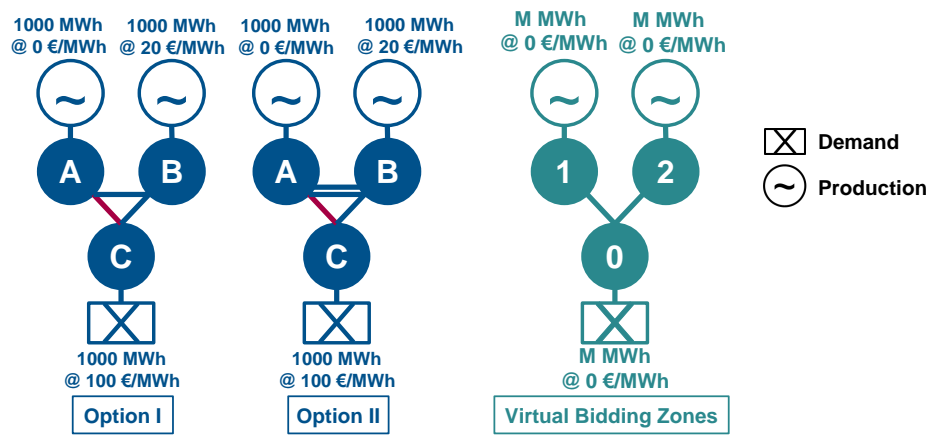 1000 MWh
@ 0 €/MWh
1000 MWh
@ 20 €/MWh
1000 MWh
@ 0 €/MWh
1000 MWh
@ 20 €/MWh
M MWh
@ 0 €/MWh
M MWh
@ 0 €/MWh
~
~
~
~
~
~
A
B
A
B
1
2
C
C
0
1000 MWh
@ 100 €/MWh
1000 MWh
@ 100 €/MWh
M MWh
@ 0 €/MWh
Option I
Option II
Virtual Bidding Zones
Demand
~ Production